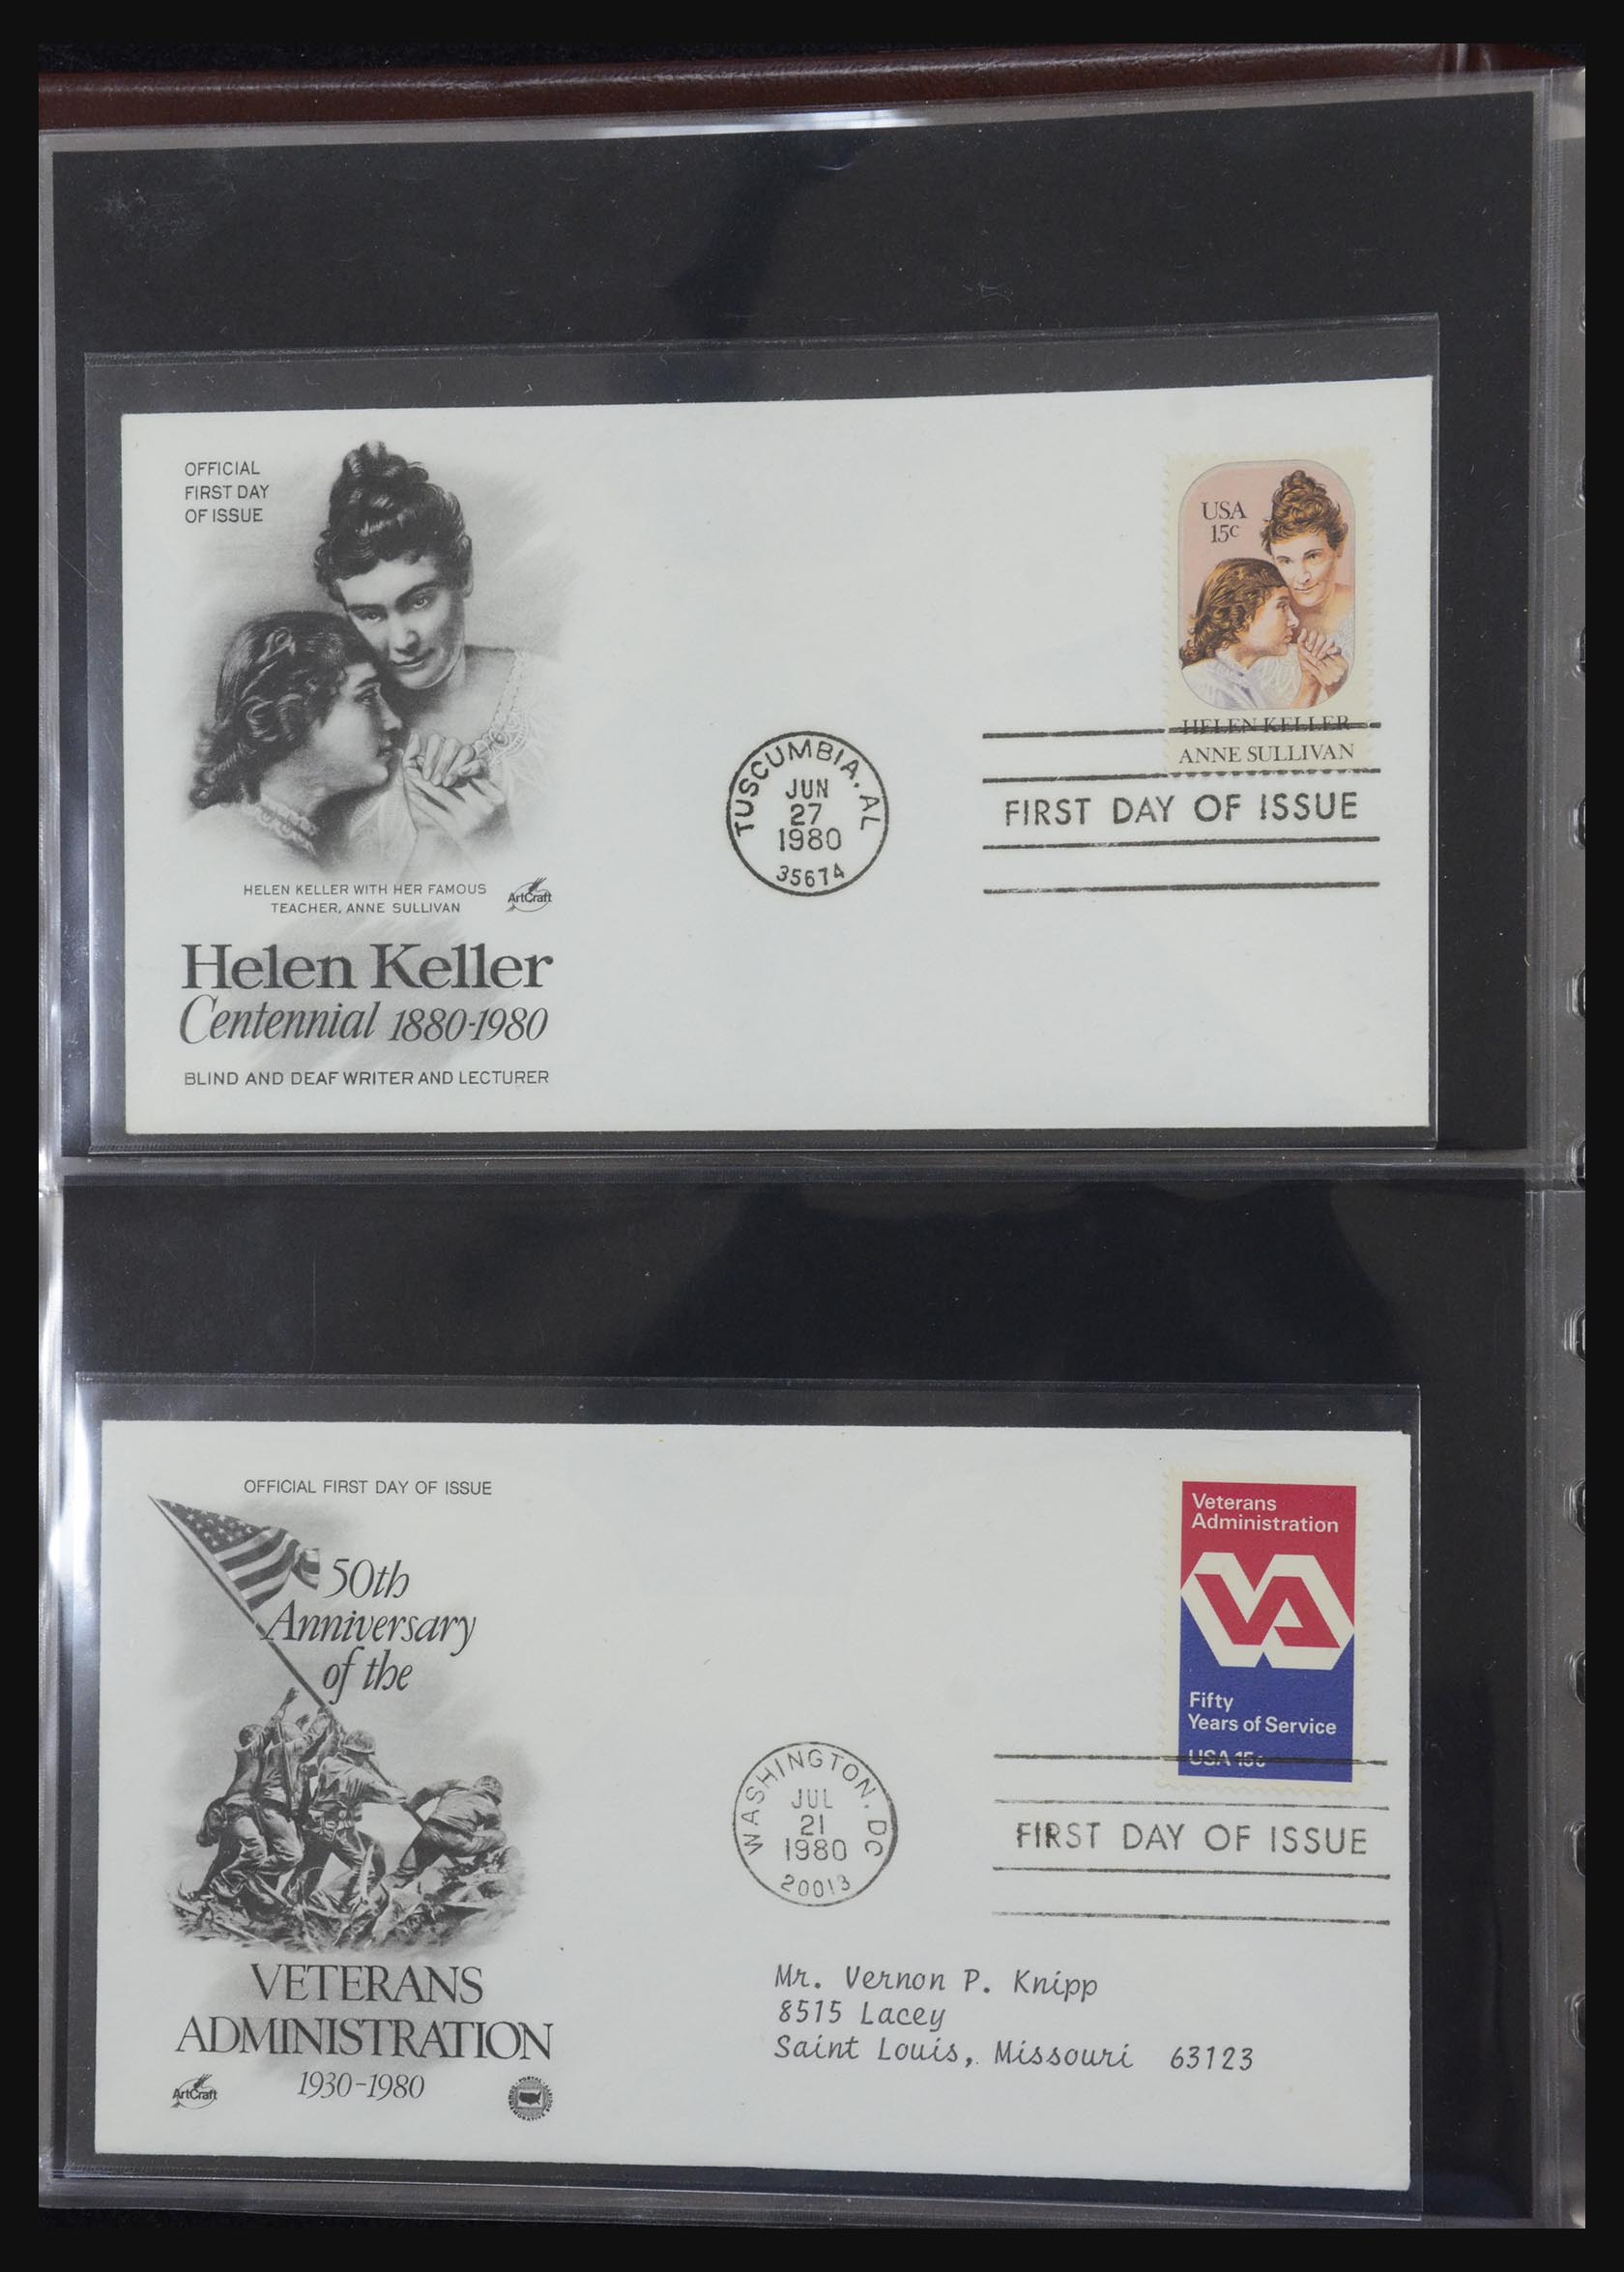 OFFICIAL
FIRST DAY
OF ISSUE
HELEN KELLER WITH HER FAMOUS
TEACHER, ANNE SULLIVAN
ArtCraft
Helen Keller
Centennial 1880-1980
BLIND AND DEAF WRITER AND LECTURER
TUSCUMBIA, AL
JUN
27
1980
35674
USA
15c
HELEN KELLER
ANNE SULLIVAN
FIRST DAY OF ISSUE
OFFICIAL FIRST DAY OF ISSUE
50th
Anniversary
of the
VETERANS
ADMINISTRATION
1930-1980
ArtCraft
WASHINGTON, DC
JUL
21
1980
20013
Veterans
Administration
VA
Fifty
Years of Service
USA 15c
FIRST DAY OF ISSUE
Mr. Vernon P. Knipp
8515 Lacey
Saint Louis, Missouri 63123